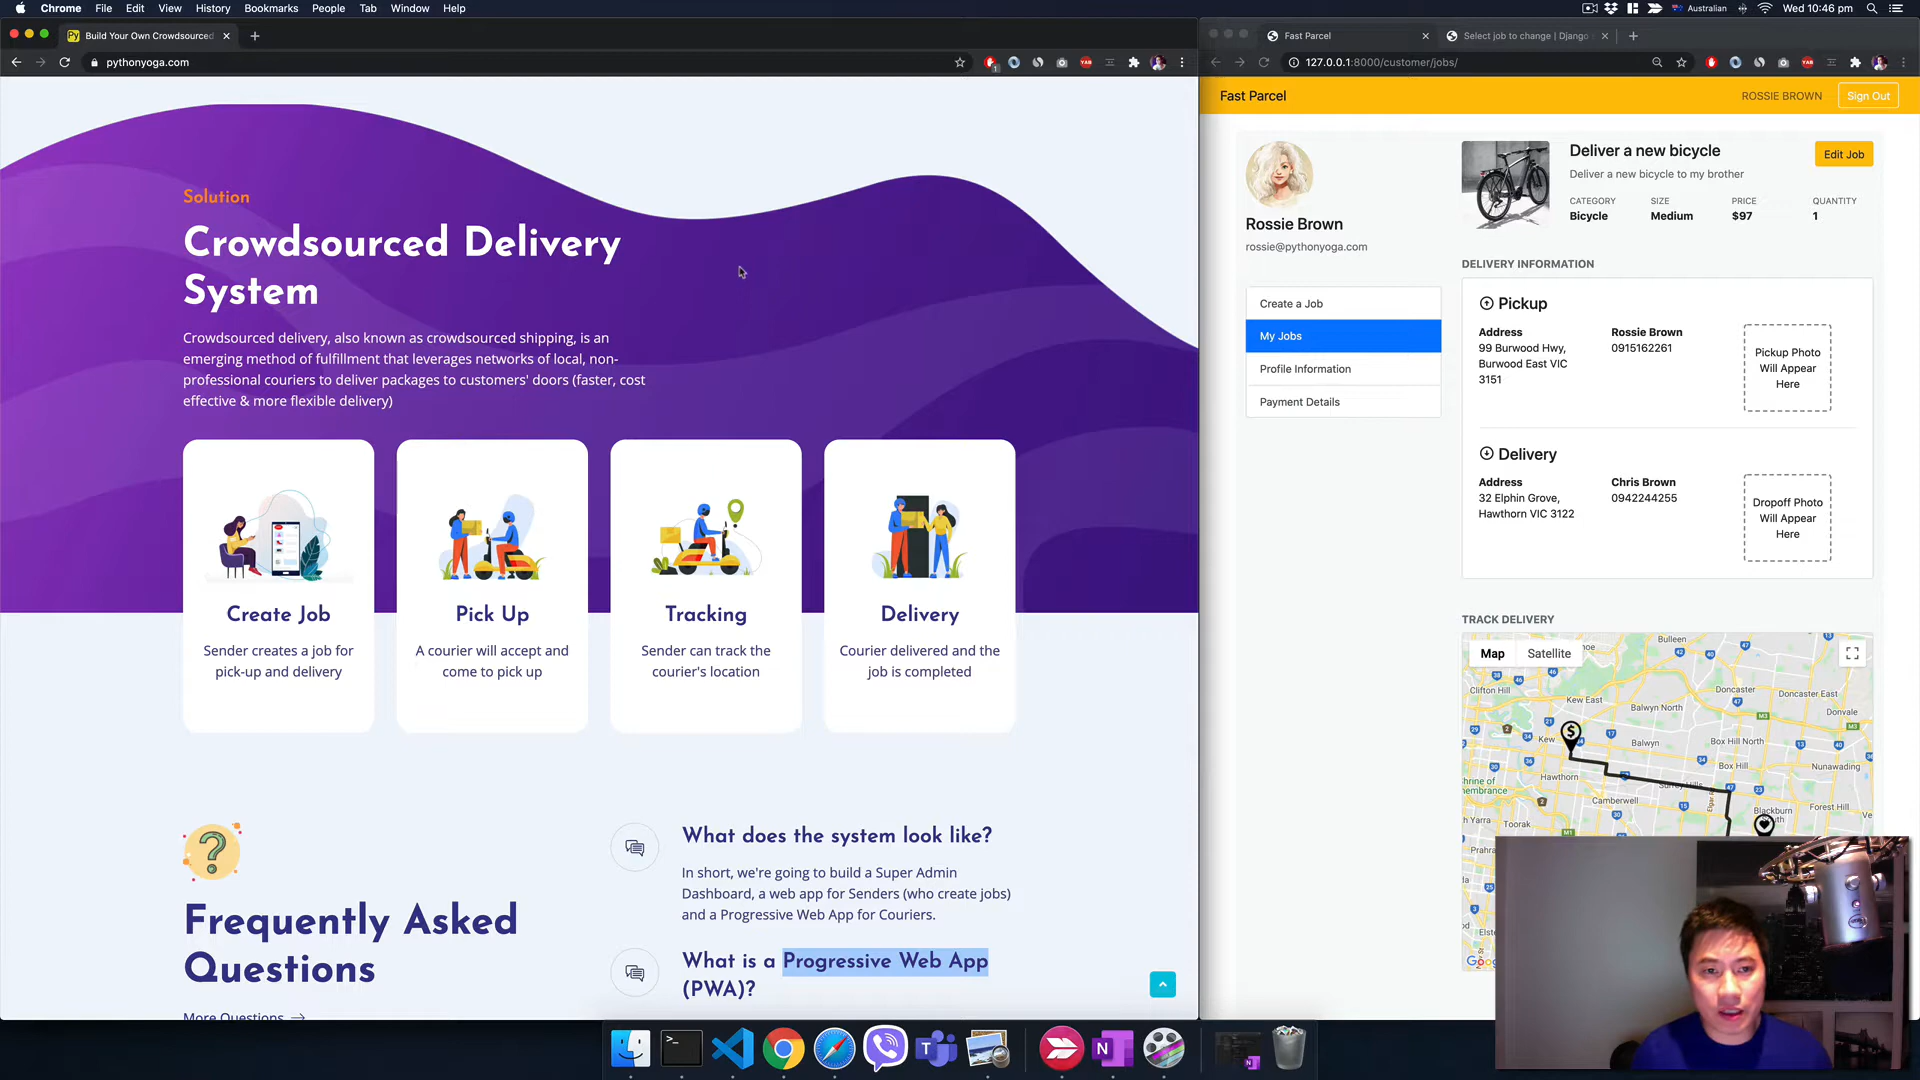 Chrome File Edit View History Bookmarks People Tab Window Help
Australian Wed 10:46 pm
Build Your Own Crowdsourced
pythonyoga.com
Solution
Crowdsourced Delivery
System
Crowdsourced delivery, also known as crowdsourced shipping, is an
emerging method of fulfillment that leverages networks of local, non-
professional couriers to deliver packages to customers' doors (faster, cost
effective & more flexible delivery)
Create Job
Sender creates a job for
pick-up and delivery
Pick Up
A courier will accept and
come to pick up
Tracking
Sender can track the
courier's location
Delivery
Courier delivered and the
job is completed
Frequently Asked
Questions
More Questions
What does the system look like?
In short, we're going to build a Super Admin
Dashboard, a web app for Senders (who create jobs)
and a Progressive Web App for Couriers.
What is a Progressive Web App
(PWA)?
Fast Parcel
Select job to change | Django
127.0.0.1:8000/customer/jobs/
Fast Parcel
ROSSIE BROWN
Sign Out
Rossie Brown
rossie@pythonyoga.com
Create a Job
My Jobs
Profile Information
Payment Details
Deliver a new bicycle
Edit Job
Deliver a new bicycle to my brother
CATEGORY SIZE PRICE QUANTITY
Bicycle Medium $97 1
DELIVERY INFORMATION
Pickup
Address
99 Burwood Hwy,
Burwood East VIC
3151
Rossie Brown
0915162261
Pickup Photo
Will Appear
Here
Delivery
Address
32 Elphin Grove,
Hawthorn VIC 3122
Chris Brown
0942244255
Dropoff Photo
Will Appear
Here
TRACK DELIVERY
Map Satellite
Bulleen
Clifton Hill
Kew East
Doncaster
Doncaster East
Balwyn North
Donvale
Kew
Balwyn
Box Hill North
Box Hill
Nunawading
Hawthorn
Camberwell
Blackburn
Forest Hill
Toorak